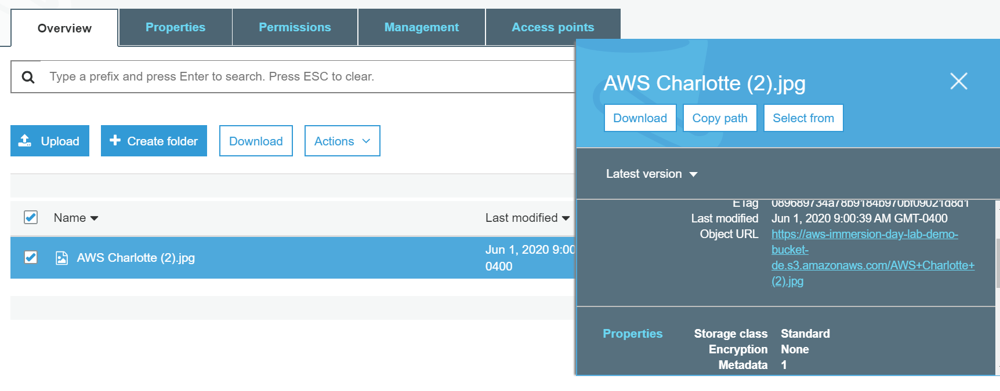 Overview
Properties
Permissions
Management
Access points
Type a prefix and press Enter to search. Press ESC to clear.
Upload
Create folder
Download
Actions
Name
Last modified
AWS Charlotte (2).jpg
Jun 1, 2020 9:00
0400
AWS Charlotte (2).jpg
Download
Copy path
Select from
Latest version
ETag 089689734a78b9184b970bf09021d8d1
Last modified Jun 1, 2020 9:00:39 AM GMT-0400
Object URL https://aws-immersion-day-lab-demo-
bucket-
de.s3.amazonaws.com/AWS+Charlotte+
(2).jpg
Properties
Storage class Standard
Encryption None
Metadata 1